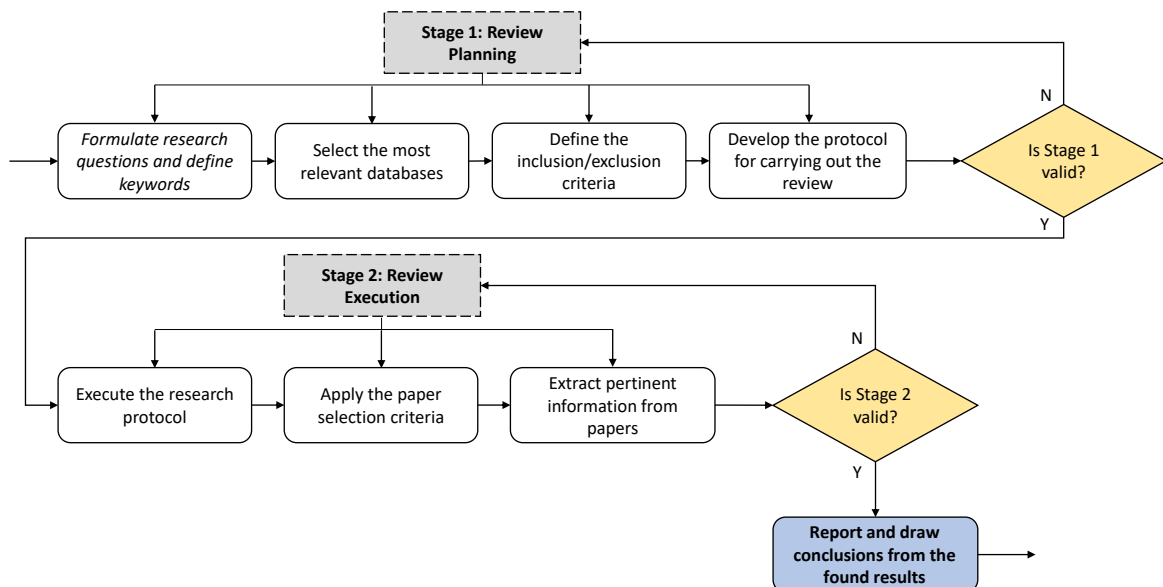 Stage 1: Review
Planning
N
Formulate research
questions and define
keywords
Select the most
relevant databases
Define the
inclusion/exclusion
criteria
Develop the protocol
for carrying out the
review
Is Stage 1
valid?
Y
Stage 2: Review
Execution
N
Execute the research
protocol
Apply the paper
selection criteria
Extract pertinent
information from
papers
Is Stage 2
valid?
Y
Report and draw
conclusions from the
found results